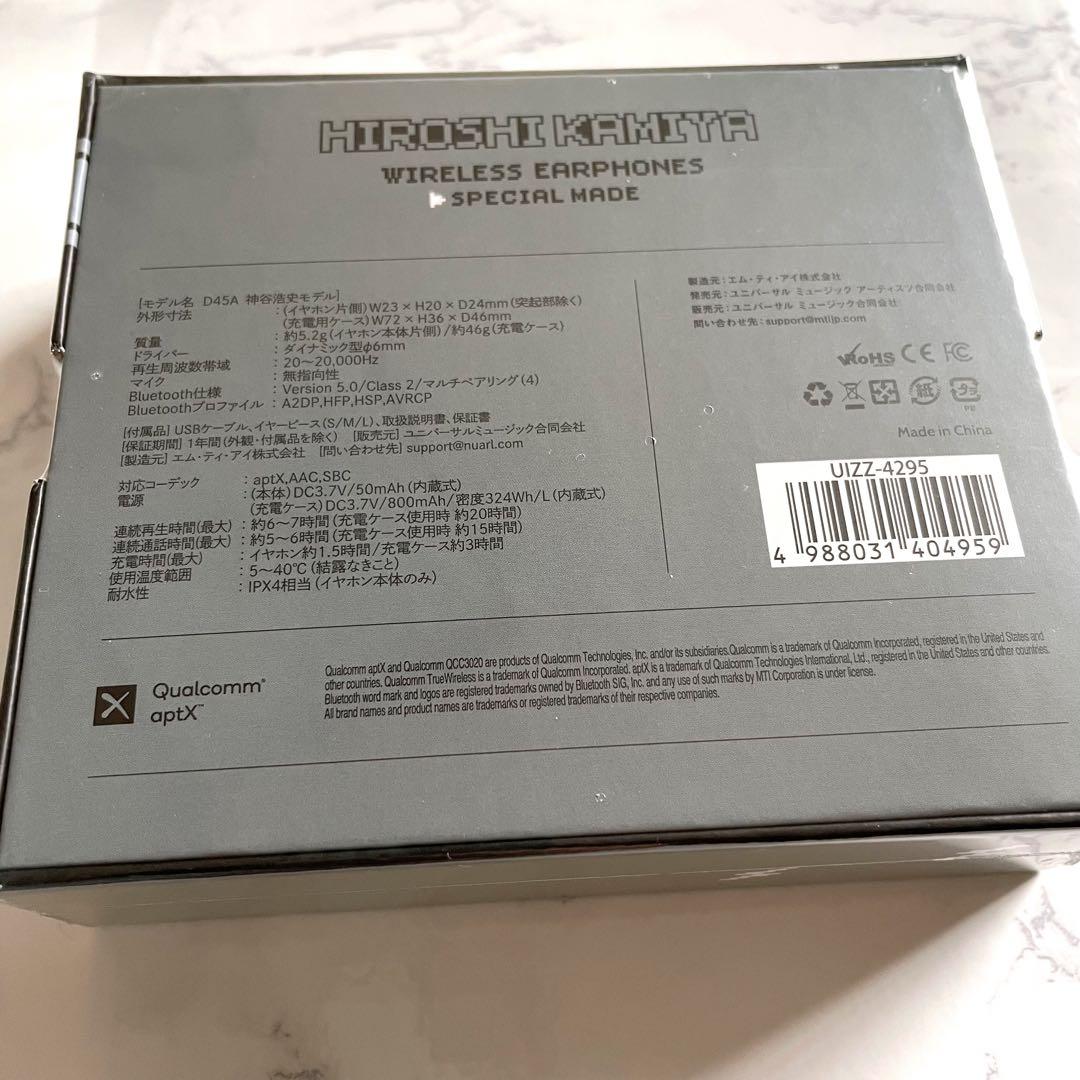 HIROSHI KAMIYA
WIRELESS EARPHONES
SPECIAL MADE
[モデル名 D45A 神谷浩史モデル]
外形寸法 :(イヤホン片側)W23×H20×D24mm(突起部除く)
(充電用ケース)W72×H36×D46mm
質量 : 約5.2g(イヤホン本体片側)/約46g(充電ケース)
ドライバー : ダイナミック型φ6mm
再生周波数帯域 : 20～20,000Hz
マイク : 無指向性
Bluetooth仕様 : Version 5.0/Class 2/マルチペアリング(4)
Bluetoothプロファイル : A2DP,HFP,HSP,AVRCP
[付属品] USBケーブル、イヤーピース(S/M/L)、取扱説明書、保証書
[保証期間] 1年間(外観・付属品を除く) [販売元] ユニバーサルミュージック合同会社
[製造元] エム・ティ・アイ株式会社 [問い合わせ先] support@nuarl.com
対応コーデック : aptX,AAC,SBC
電源 :(本体)DC3.7V/50mAh(内蔵式)
(充電ケース)DC3.7V/800mAh/密度324Wh/L(内蔵式)
連続再生時間(最大) : 約6～7時間(充電ケース使用時 約20時間)
連続通話時間(最大) : 約5～6時間(充電ケース使用時 約15時間)
充電時間(最大) : イヤホン約1.5時間/充電ケース約3時間
使用温度範囲 : 5～40℃(結露なきこと)
耐水性 : IPX4相当(イヤホン本体のみ)
製造元:エム・ティ・アイ株式会社
発売元:ユニバーサル ミュージック アーティスツ合同会社
販売元:ユニバーサル ミュージック合同会社
問い合わせ先:support@mtijp.com
RoHS CE FC
紙 プラ
PE
Made in China
UIZZ-4295
4 988031 404959
Qualcomm®
aptX™
Qualcomm aptX and Qualcomm QCC3020 are products of Qualcomm Technologies, Inc. and/or its subsidiaries.Qualcomm is a trademark of Qualcomm Incorporated, registered in the United States and
other countries. Qualcomm TrueWireless is a trademark of Qualcomm Incorporated. aptX is a trademark of Qualcomm Technologies International, Ltd., registered in the United States and other countries.
Bluetooth word mark and logos are registered trademarks owned by Bluetooth SIG, Inc. and any use of such marks by MTI Corporation is under license.
All brand names and product names are trademarks or registered trademarks of their respective companies.